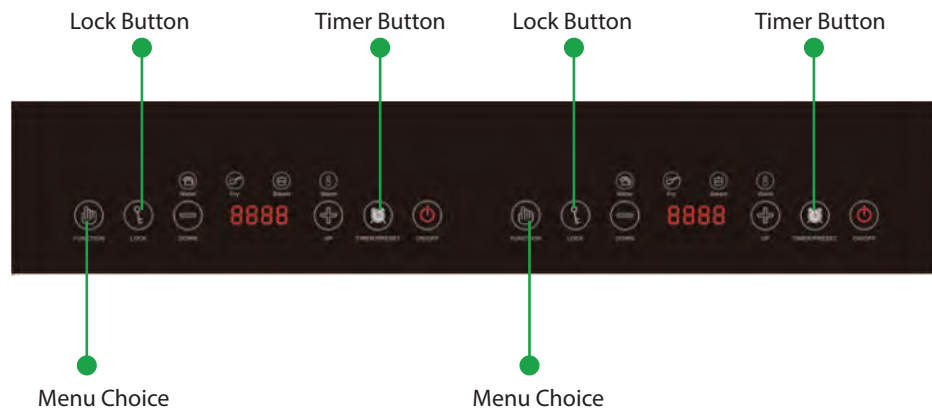 Lock Button Timer Button Lock Button Timer Button
Water Fry Steam Warm Water Fry Steam Warm
8888 8888
FUNCTION LOCK DOWN UP TIMER/PRESET ON/OFF FUNCTION LOCK DOWN UP TIMER/PRESET ON/OFF
Menu Choice Menu Choice